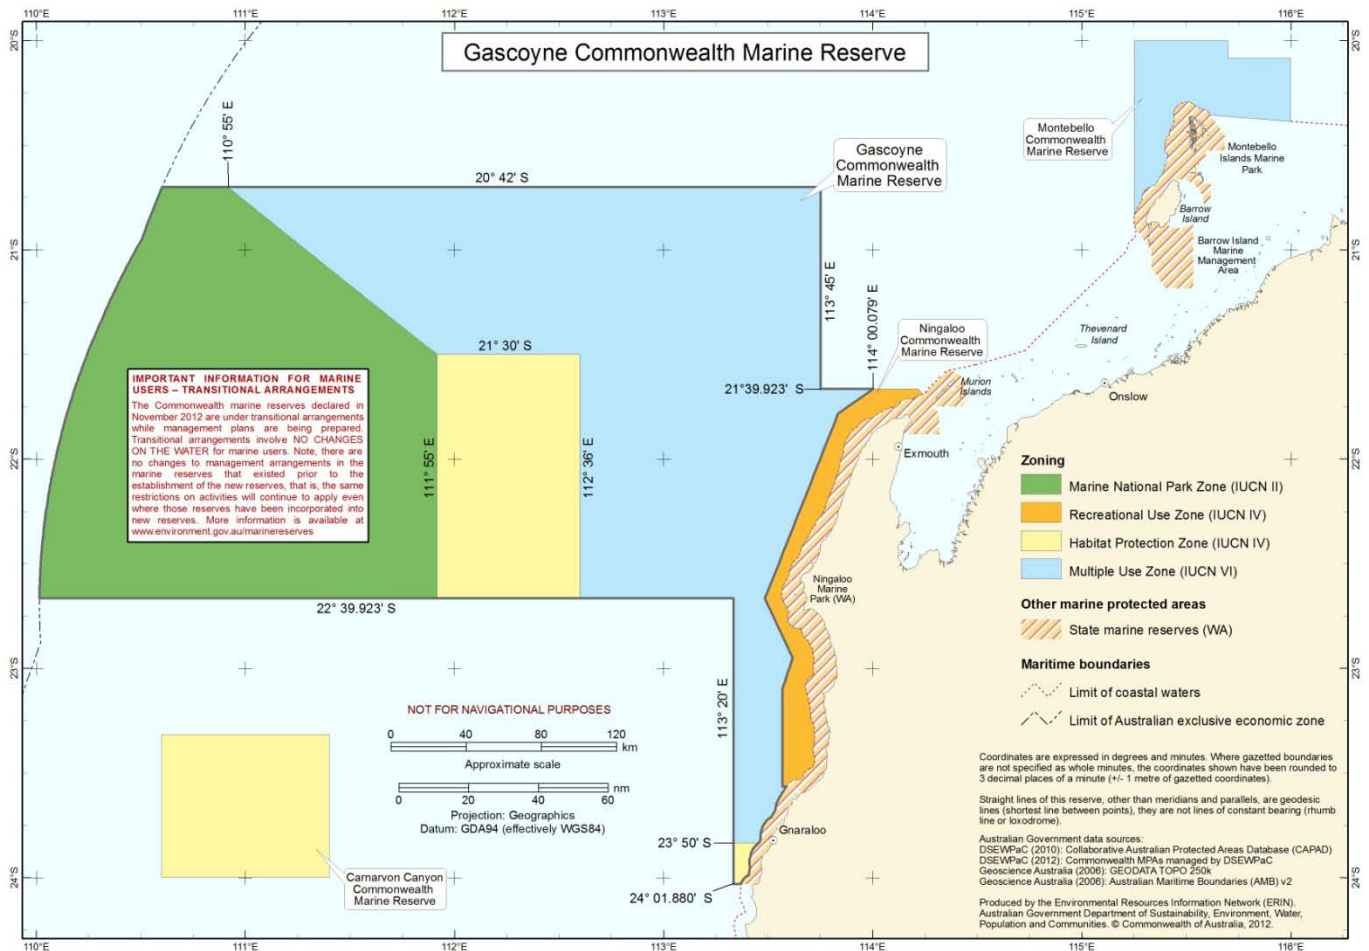 110°E
111°E
112°E
113°E
114°E
115°E
116°E
20°S
20°S
Gascoyne Commonwealth Marine Reserve
110° 55' E
20° 42' S
Gascoyne
Commonwealth
Marine Reserve
Montebello
Commonwealth
Marine Reserve
Montebello
Islands Marine
Park
Barrow
Island
Barrow Island
Marine
Management
Area
21°S
21°S
113° 45' E
114° 00.079' E
Ningaloo
Commonwealth
Marine Reserve
Thevenard
Island
21° 30' S
21°39.923' S
Murion
Islands
Onslow
Exmouth
IMPORTANT INFORMATION FOR MARINE
USERS – TRANSITIONAL ARRANGEMENTS
The Commonwealth marine reserves declared in
November 2012 are under transitional arrangements
while management plans are being prepared.
Transitional arrangements involve NO CHANGES
ON THE WATER for marine users. Note, there are
no changes to management arrangements in the
marine reserves that existed prior to the
establishment of the new reserves, that is, the same
restrictions on activities will continue to apply even
where those reserves have been incorporated into
new reserves. More information is available at
www.environment.gov.au/marinereserves
111° 55' E
112° 36' E
22°S
22°S
22° 39.923' S
Ningaloo
Marine
Park (WA)
Zoning
Marine National Park Zone (IUCN II)
Recreational Use Zone (IUCN IV)
Habitat Protection Zone (IUCN IV)
Multiple Use Zone (IUCN VI)
Other marine protected areas
State marine reserves (WA)
Maritime boundaries
Limit of coastal waters
Limit of Australian exclusive economic zone
23°S
23°S
113° 20' E
NOT FOR NAVIGATIONAL PURPOSES
0 40 80 120
km
Approximate scale
0 20 40 60
nm
Projection: Geographics
Datum: GDA94 (effectively WGS84)
Coordinates are expressed in degrees and minutes. Where gazetted boundaries
are not specified as whole minutes, the coordinates shown have been rounded to
3 decimal places of a minute (+/- 1 metre of gazetted coordinates).
Straight lines of this reserve, other than meridians and parallels, are geodesic
lines (shortest line between points), they are not lines of constant bearing (rhumb
line or loxodrome).
Australian Government data sources:
DSEWPaC (2010): Collaborative Australian Protected Areas Database (CAPAD)
DSEWPaC (2012): Commonwealth MPAs managed by DSEWPaC
Geoscience Australia (2006): GEODATA TOPO 250k
Geoscience Australia (2006): Australian Maritime Boundaries (AMB) v2
Produced by the Environmental Resources Information Network (ERIN).
Australian Government Department of Sustainability, Environment, Water,
Population and Communities. © Commonwealth of Australia, 2012.
Gnaraloo
23° 50' S
24° 01.880' S
Carnarvon Canyon
Commonwealth
Marine Reserve
24°S
24°S
110°E
111°E
112°E
113°E
114°E
115°E
116°E